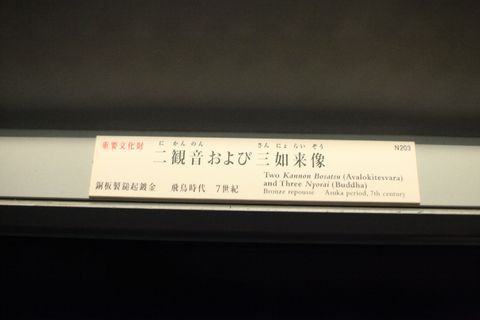 重要文化財
に かんのん さんにょらいぞう
二観音および三如来像
N203
銅板製鎚起鍍金 飛鳥時代 7世紀
Two Kannon Bosatsu (Avalokitesvara)
and Three Nyorai (Buddha)
Bronze repousse Asuka period, 7th century